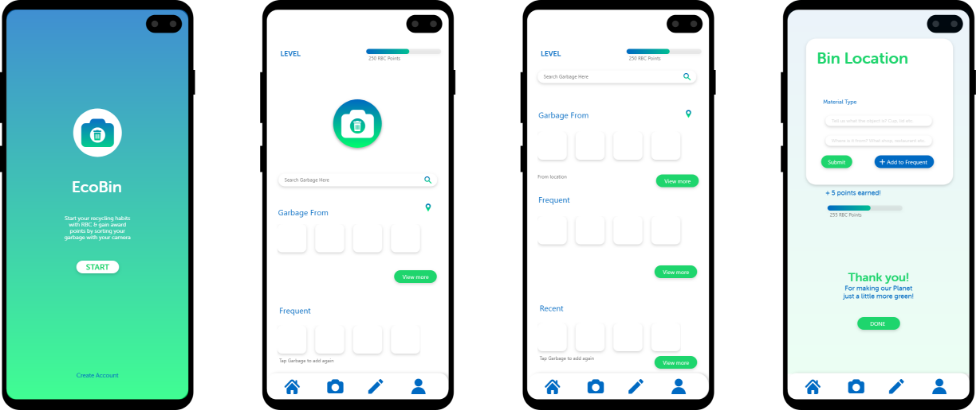 EcoBin
Start your recycling habits
with RBC & gain award
points by sorting your
garbage with your camera
START
Create Account
LEVEL
250 RBC Points
Search Garbage Here
Garbage From
View more
Frequent
Tap Garbage to add again
LEVEL
250 RBC Points
Search Garbage Here
Garbage From
From location
View more
Frequent
View more
Recent
Tap Garbage to add again
View more
Bin Location
Material Type
Submit
+ Add to Frequent
+ 5 points earned!
255 RBC Points
Thank you!
For making our Planet
just a little more green!
DONE